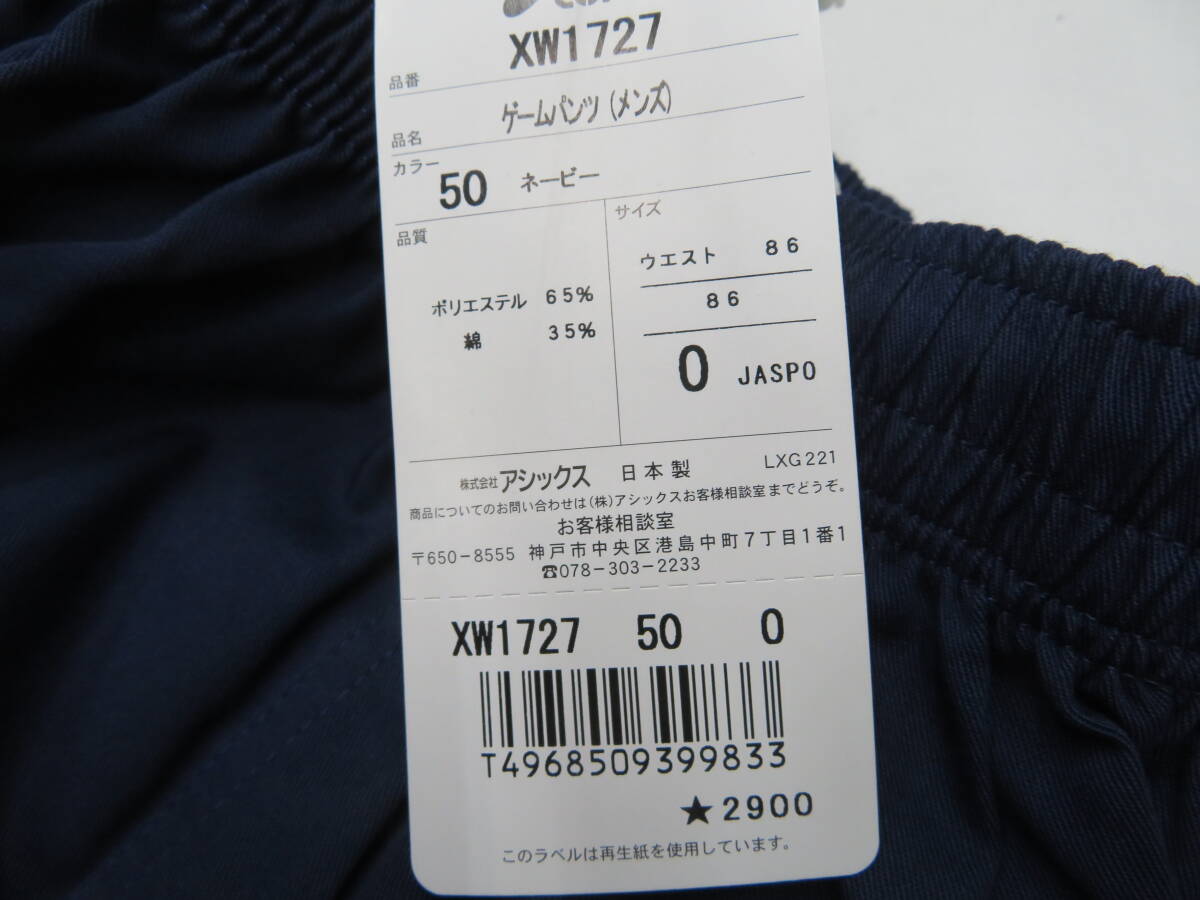 品番 XW1727
品名 ゲームパンツ(メンズ)
カラー 50 ネービー
品質
ポリエステル 65%
綿 35%
サイズ
ウエスト 86
86
0 JASPO
株式会社アシックス 日本製 LXG221
商品についてのお問い合わせは(株)アシックスお客様相談室までどうぞ。
お客様相談室
〒650-8555 神戸市中央区港島中町7丁目1番1
☎078-303-2233
XW1727 50 0
T4968509399833
★2900
このラベルは再生紙を使用しています。